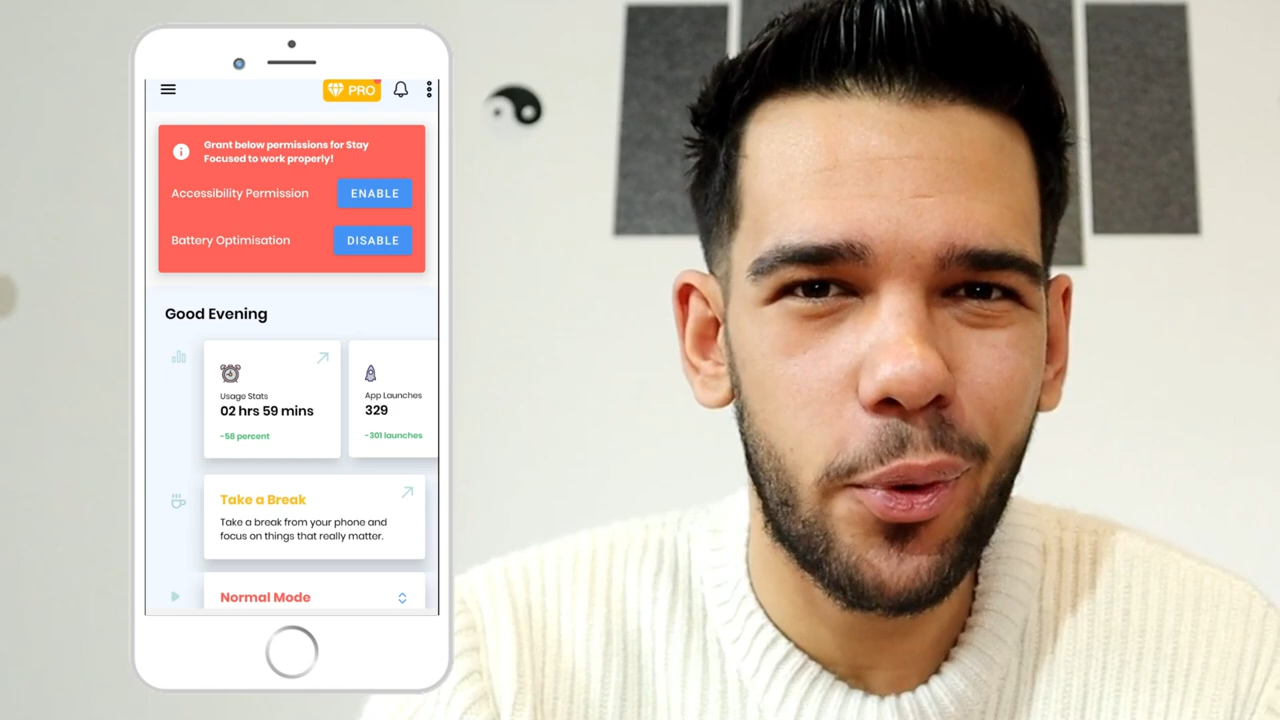 PRO
Grant below permissions for Stay
Focused to work properly!
Accessibility Permission ENABLE
Battery Optimisation DISABLE
Good Evening
Usage Stats
02 hrs 59 mins
-58 percent
App Launches
329
-301 launches
Take a Break
Take a break from your phone and
focus on things that really matter.
Normal Mode